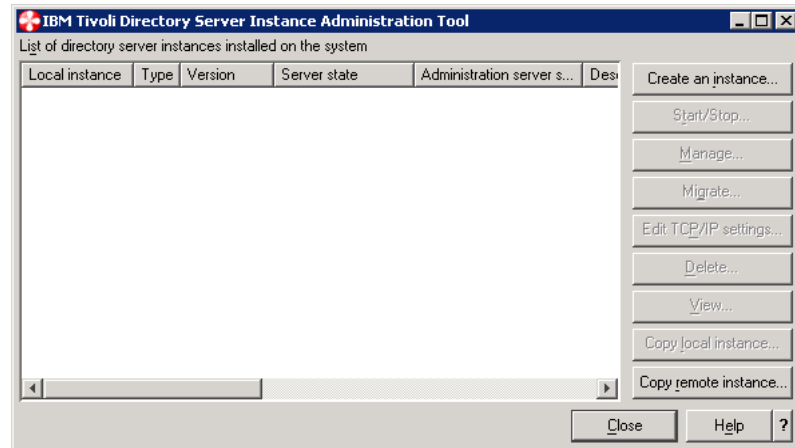 IBM Tivoli Directory Server Instance Administration Tool
List of directory server instances installed on the system
Local instance Type Version Server state Administration server s... Des
Create an instance...
Start/Stop...
Manage...
Migrate...
Edit TCP/IP settings...
Delete...
View...
Copy local instance...
Copy remote instance...
Close Help ?